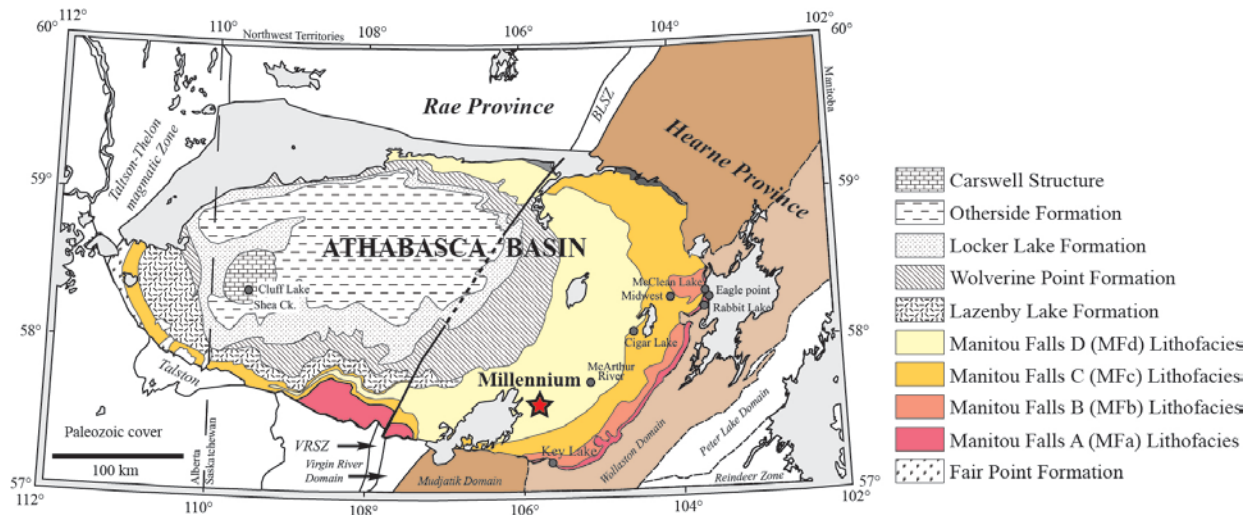 60°
110°
108°
106°
104°
102°
60°
Northwest Territories
Manitoba
Taltson-Thelon
magmatic Zone
Rae Province
BLSZ
Hearne Province
59°
59°
ATHABASCA BASIN
Cluff Lake
Shea Ck.
McClean Lake
Midwest
Eagle point
Rabbit Lake
58°
58°
Cigar Lake
McArthur
River
Millennium
Talston
Paleozoic cover
100 km
Alberta
Saskatchewan
VRSZ
Virgin River
Domain
Key Lake
Mudjatik Domain
Wollaston Domain
Peter Lake Domain
Reindeer Zone
57°
57°
112°
110°
108°
106°
104°
102°
Carswell Structure
Otherside Formation
Locker Lake Formation
Wolverine Point Formation
Lazenby Lake Formation
Manitou Falls D (MFd) Lithofacies
Manitou Falls C (MFc) Lithofacies
Manitou Falls B (MFb) Lithofacies
Manitou Falls A (MFa) Lithofacies
Fair Point Formation